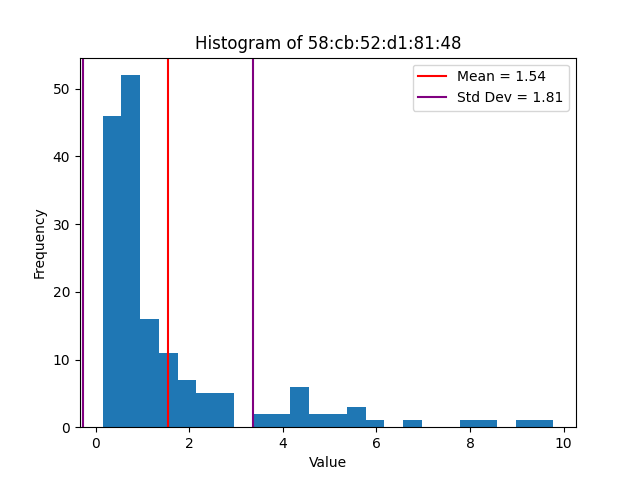 Histogram of 58:cb:52:d1:81:48
Mean = 1.54
Std Dev = 1.81
50
40
30
20
10
0
Frequency
0 2 4 6 8 10
Value